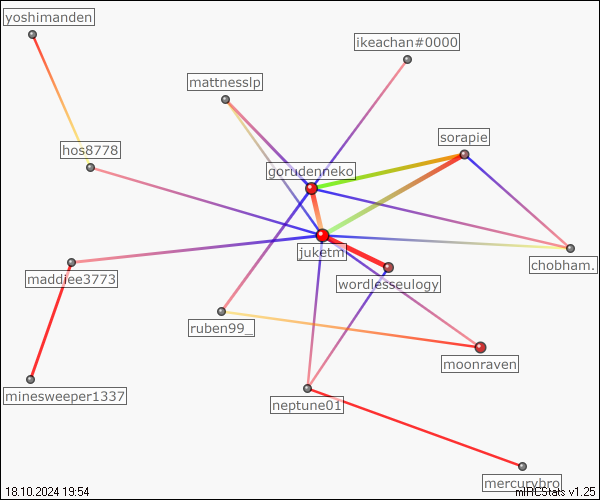 yoshimanden
ikeachan#0000
mattnesslp
sorapie
hos8778
gorudenneko
juketm
chobham.
maddiee3773
wordlesseulogy
ruben99_
moonraven
minesweeper1337
neptune01
mercurybro
18.10.2024 19:54
mIRCStats v1.25